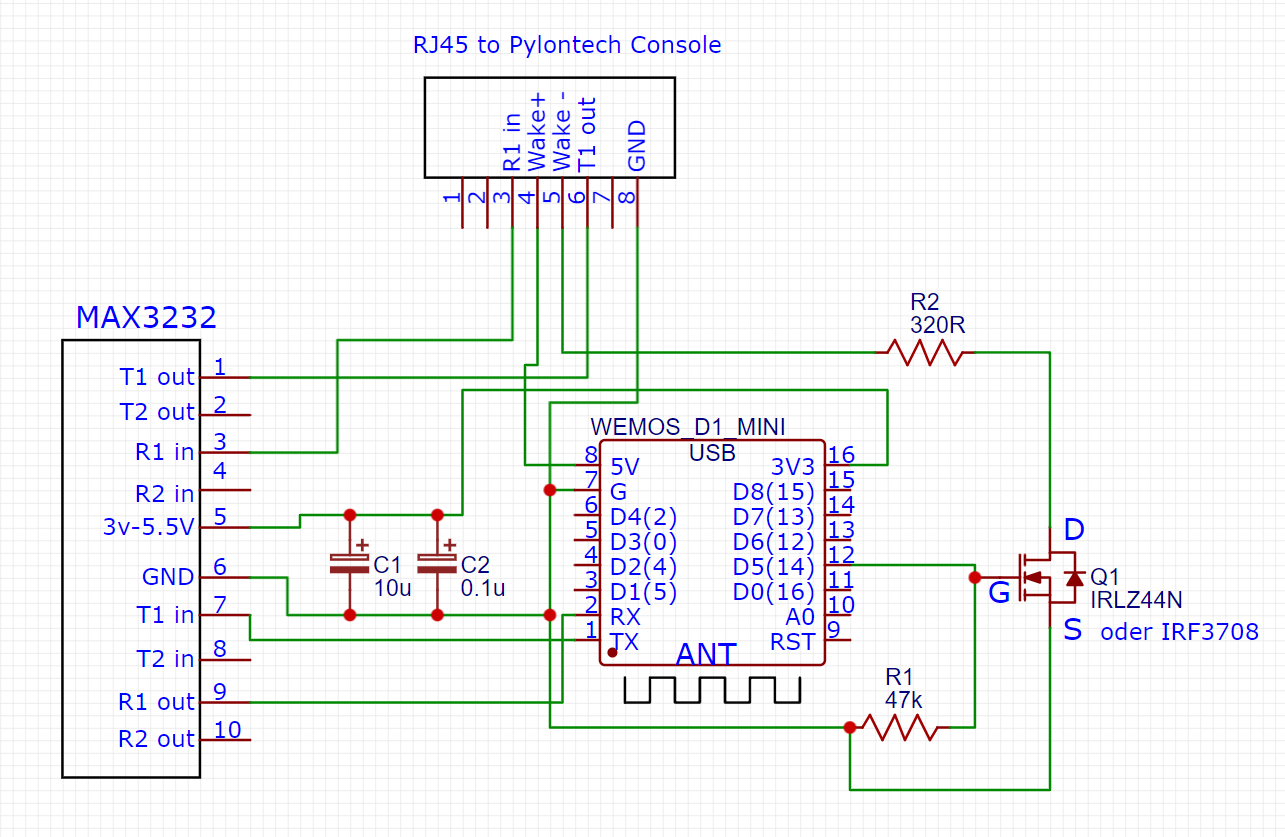 RJ45 to Pylontech Console
R1 in
Wake+
Wake -
T1 out
GND
1
2
3
4
5
6
7
8
MAX3232
T1 out 1
T2 out 2
R1 in 3
R2 in 4
3v-5.5V 5
GND 6
T1 in 7
T2 in 8
R1 out 9
R2 out 10
C1
10u
C2
0.1u
WEMOS_D1_MINI
USB
8 5V 3V3 16
7 G D8(15) 15
6 D4(2) D7(13) 14
5 D3(0) D6(12) 13
4 D2(4) D5(14) 12
3 D1(5) D0(16) 11
2 RX A0 10
1 TX RST 9
ANT
R2
320R
D
G
S
Q1
IRLZ44N
oder IRF3708
R1
47k
+
+